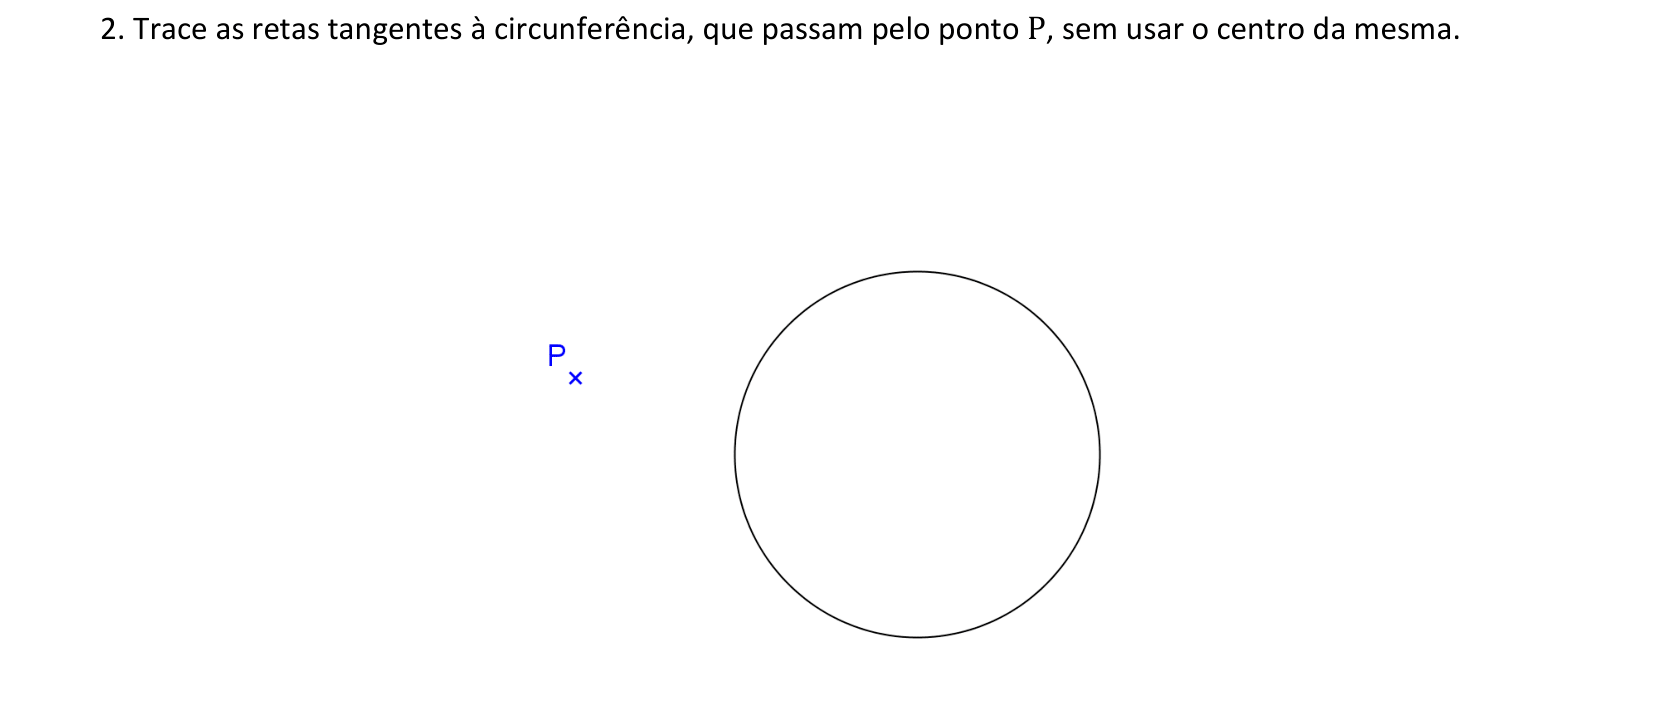 2. Trace as retas tangentes à circunferência, que passam pelo ponto P, sem usar o centro da mesma.
P